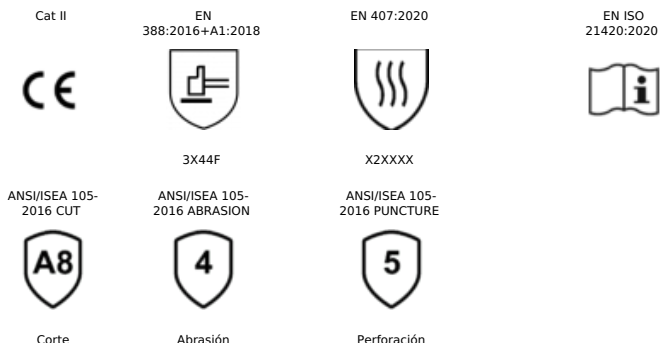 Cat II
EN
388:2016+A1:2018
EN 407:2020
EN ISO
21420:2020
CE
i
3X44F
X2XXXX
ANSI/ISEA 105-
2016 CUT
ANSI/ISEA 105-
2016 ABRASION
ANSI/ISEA 105-
2016 PUNCTURE
A8
4
5
Corte
Abrasión
Perforación